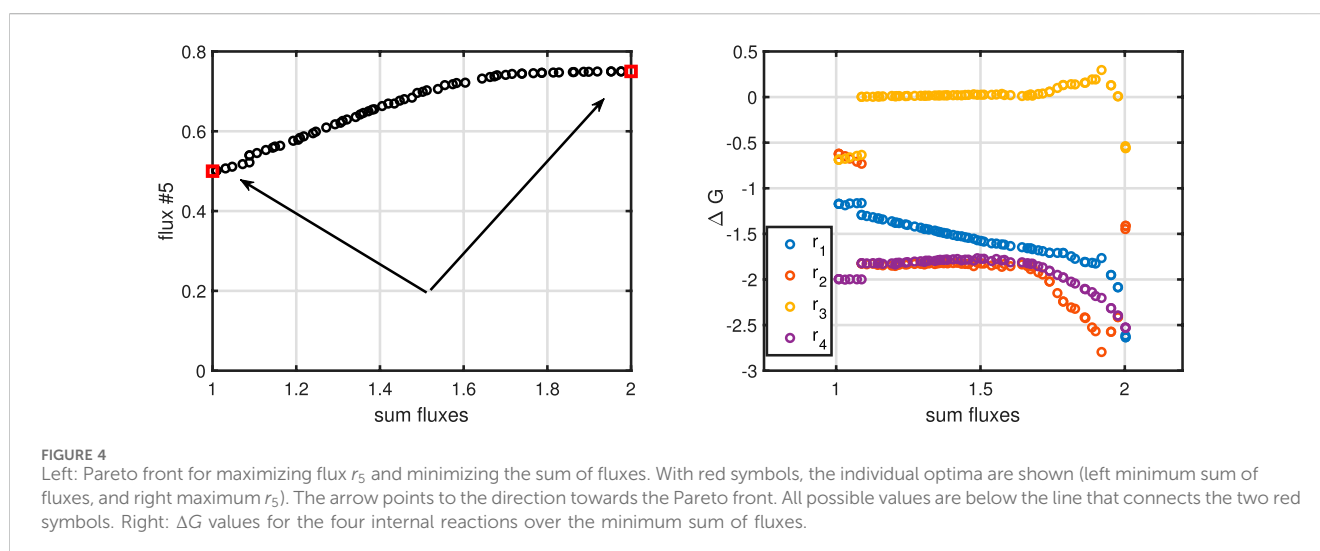 0.8
0.6
0.4
0.2
0
flux #5
1
1.2
1.4
1.6
1.8
2
sum fluxes
0.5
0
-0.5
-1
-1.5
-2
-2.5
-3
Δ G
r1
r2
r3
r4
1
1.5
2
sum fluxes
FIGURE 4
Left: Pareto front for maximizing flux r5 and minimizing the sum of fluxes. With red symbols, the individual optima are shown (left minimum sum of
fluxes, and right maximum r5). The arrow points to the direction towards the Pareto front. All possible values are below the line that connects the two red
symbols. Right: ΔG values for the four internal reactions over the minimum sum of fluxes.